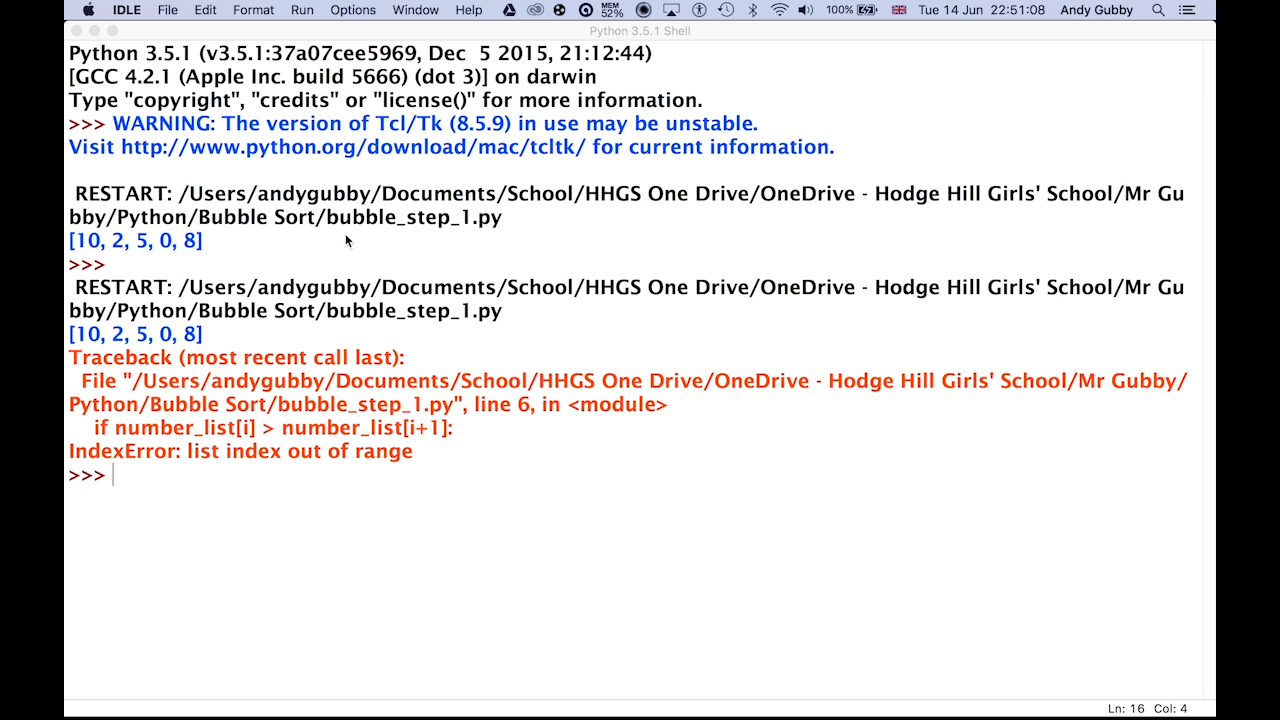 IDLE File Edit Format Run Options Window Help MEM 52% 100% Tue 14 Jun 22:51:08 Andy Gubby
Python 3.5.1 Shell
Python 3.5.1 (v3.5.1:37a07cee5969, Dec  5 2015, 21:12:44)
[GCC 4.2.1 (Apple Inc. build 5666) (dot 3)] on darwin
Type "copyright", "credits" or "license()" for more information.
>>> WARNING: The version of Tcl/Tk (8.5.9) in use may be unstable.
Visit http://www.python.org/download/mac/tcltk/ for current information.
RESTART: /Users/andygubby/Documents/School/HHGS One Drive/OneDrive - Hodge Hill Girls' School/Mr Gu
bby/Python/Bubble Sort/bubble_step_1.py
[10, 2, 5, 0, 8]
>>>
RESTART: /Users/andygubby/Documents/School/HHGS One Drive/OneDrive - Hodge Hill Girls' School/Mr Gu
bby/Python/Bubble Sort/bubble_step_1.py
[10, 2, 5, 0, 8]
Traceback (most recent call last):
File "/Users/andygubby/Documents/School/HHGS One Drive/OneDrive - Hodge Hill Girls' School/Mr Gubby/
Python/Bubble Sort/bubble_step_1.py", line 6, in <module>
if number_list[i] > number_list[i+1]:
IndexError: list index out of range
>>>
Ln: 16 Col: 4